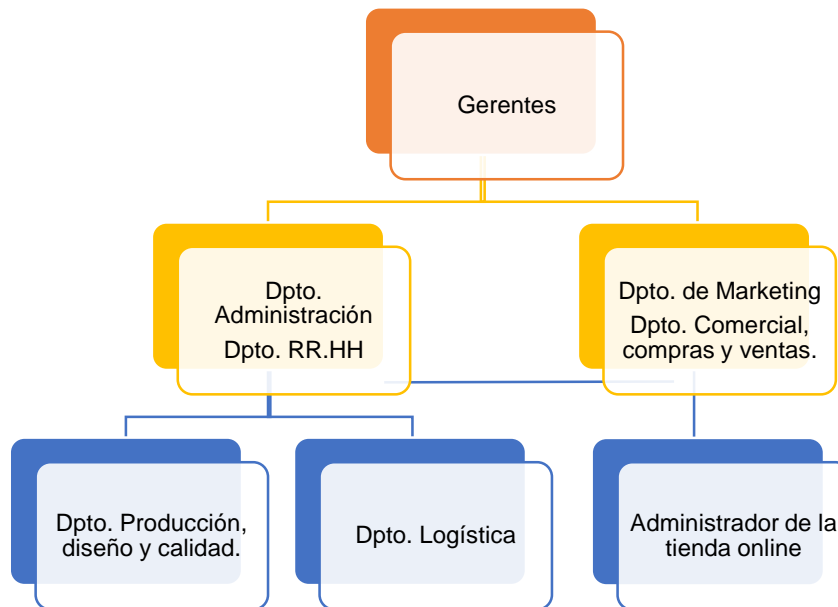 Gerentes
Dpto.
Administración
Dpto. RR.HH
Dpto. de Marketing
Dpto. Comercial,
compras y ventas.
Dpto. Producción,
diseño y calidad.
Dpto. Logística
Administrador de la
tienda online